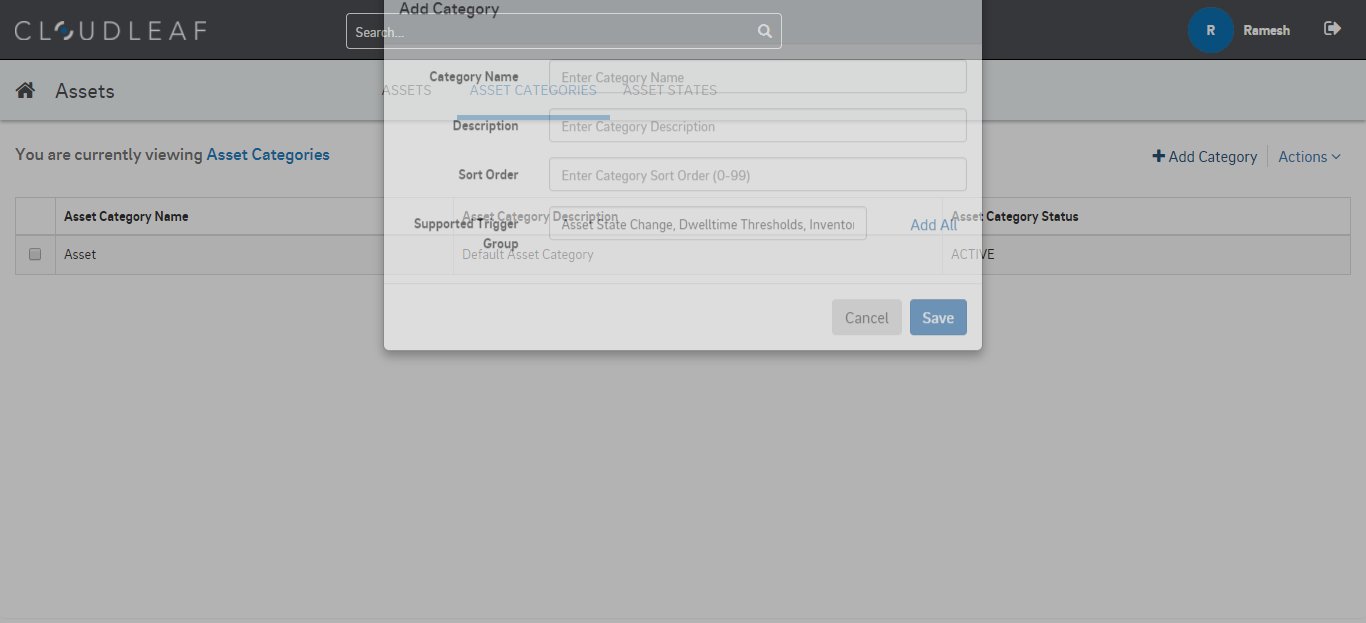 CLOUDLEAF
Add Category
Search...
R
Ramesh
Assets
ASSETS
ASSET CATEGORIES
ASSET STATES
Category Name
Enter Category Name
Description
Enter Category Description
You are currently viewing Asset Categories
Add Category
Actions
Sort Order
Enter Category Sort Order (0-99)
Asset Category Name
Asset Category Description
Asset Category Status
Supported Trigger
Group
Asset State Change, Dwelltime Thresholds, Inventor
Add All
Asset
Default Asset Category
ACTIVE
Cancel
Save